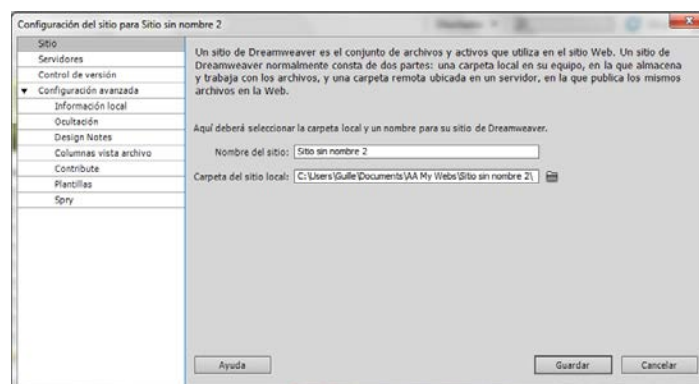 Configuración del sitio para Sitio sin nombre 2
Sitio
Servidores
Control de versión
Configuración avanzada
Información local
Ocultación
Design Notes
Columnas vista archivo
Contribute
Plantillas
Spry
Un sitio de Dreamweaver es el conjunto de archivos y activos que utiliza en el sitio Web. Un sitio de
Dreamweaver normalmente consta de dos partes: una carpeta local en su equipo, en la que almacena
y trabaja con los archivos, y una carpeta remota ubicada en un servidor, en la que publica los mismos
archivos en la Web.
Aquí deberá seleccionar la carpeta local y un nombre para su sitio de Dreamweaver.
Nombre del sitio: Sitio sin nombre 2
Carpeta del sitio local: C:\Users\Guille\Documents\AA My Webs\Sitio sin nombre 2\
Ayuda
Guardar
Cancelar